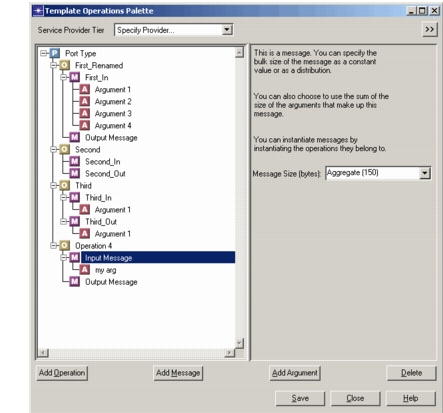 Template Operations Palette
Service Provider Tier
Specify Provider...
>>
P Port Type
O First_Renamed
M First_In
A Argument 1
A Argument 2
A Argument 3
A Argument 4
M Output Message
O Second
M Second_In
M Second_Out
O Third
M Third_In
A Argument 1
M Third_Out
A Argument 1
O Operation 4
M Input Message
A my arg
M Output Message
This is a message. You can specify the
bulk size of the message as a constant
value or as a distribution.
You can also choose to use the sum of the
size of the arguments that make up this
message.
You can instantiate messages by
instantiating the operations they belong to.
Message Size (bytes): Aggregate (150)
Add Operation
Add Message
Add Argument
Delete
Save
Close
Help